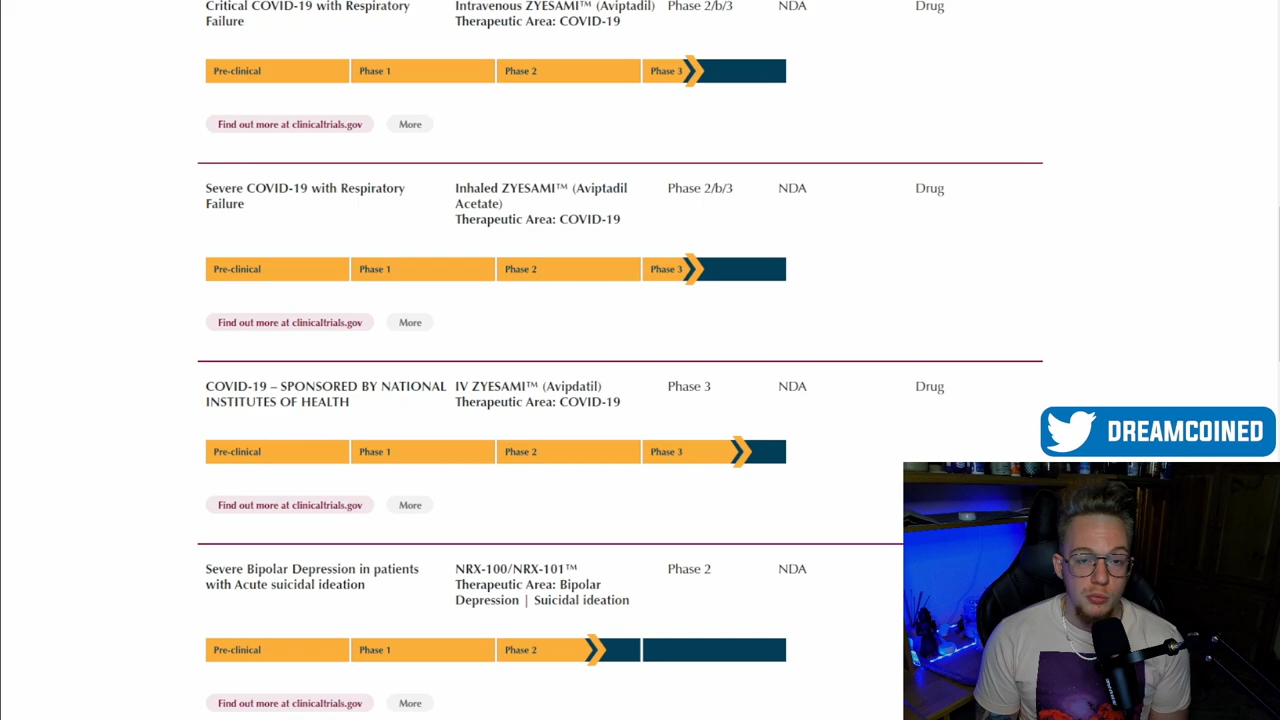 Critical COVID-19 with Respiratory Failure
Intravenous ZYESAMI™ (Aviptadil)
Therapeutic Area: COVID-19
Phase 2/b/3
NDA
Drug
Pre-clinical
Phase 1
Phase 2
Phase 3
Find out more at clinicaltrials.gov
More
Severe COVID-19 with Respiratory
Failure
Inhaled ZYESAMI™ (Aviptadil
Acetate)
Therapeutic Area: COVID-19
Phase 2/b/3
NDA
Drug
Pre-clinical
Phase 1
Phase 2
Phase 3
Find out more at clinicaltrials.gov
More
COVID-19 – SPONSORED BY NATIONAL
INSTITUTES OF HEALTH
IV ZYESAMI™ (Avipdatil)
Therapeutic Area: COVID-19
Phase 3
NDA
Drug
Pre-clinical
Phase 1
Phase 2
Phase 3
Find out more at clinicaltrials.gov
More
DREAMCOINED
Severe Bipolar Depression in patients
with Acute suicidal ideation
NRX-100/NRX-101™
Therapeutic Area: Bipolar
Depression | Suicidal ideation
Phase 2
NDA
Pre-clinical
Phase 1
Phase 2
Find out more at clinicaltrials.gov
More